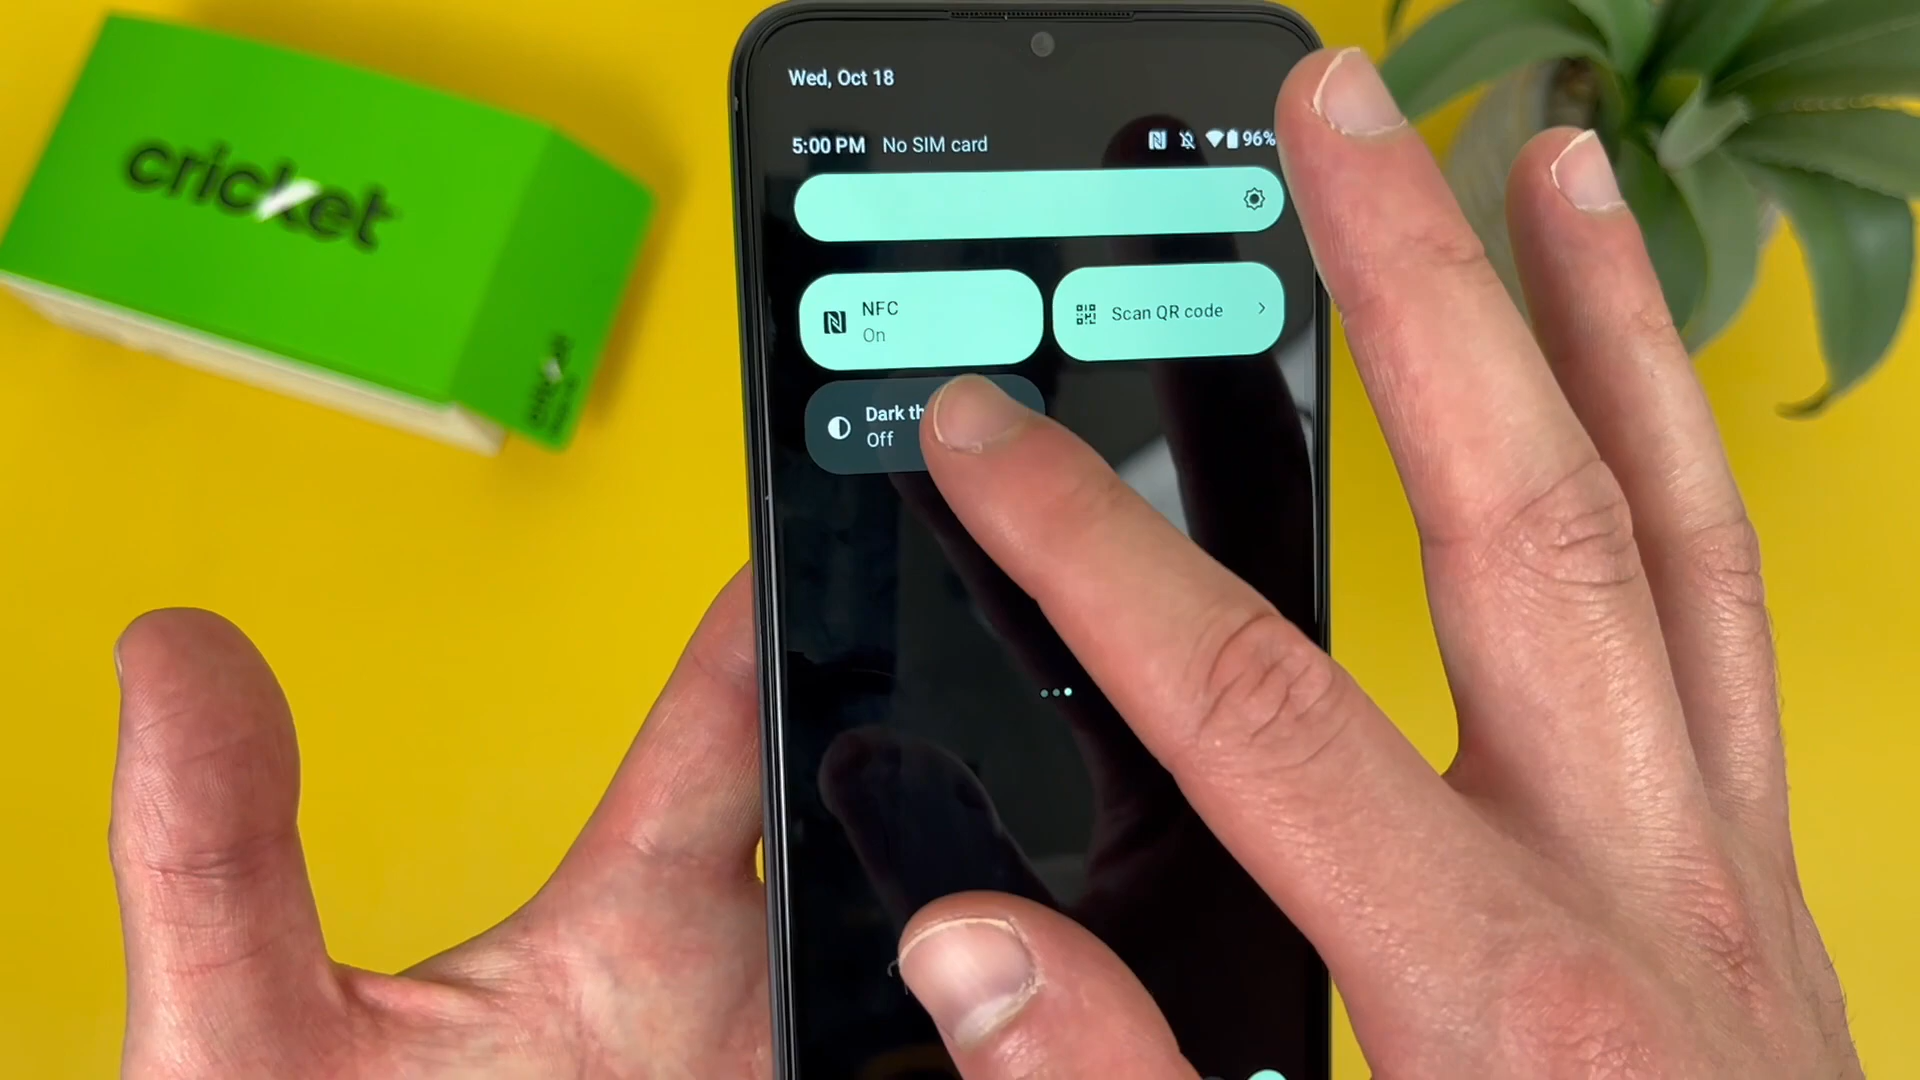 cricket
Wed, Oct 18
5:00 PM No SIM card 96%
NFC
On
Scan QR code
Dark th
Off